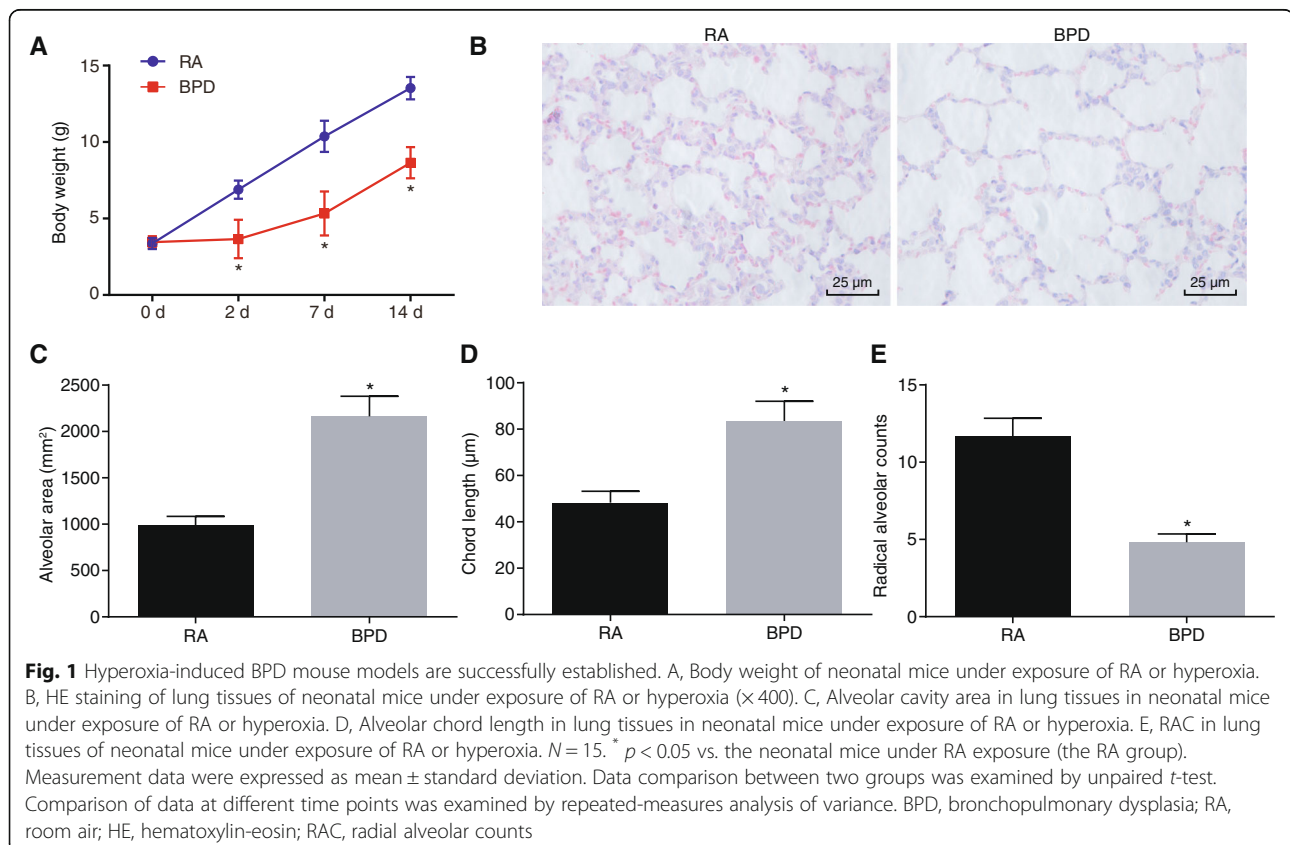 A
RA
BPD
15
10
5
0
Body weight (g)
*
*
*
0 d
2 d
7 d
14 d
B
RA
BPD
25 µm
25 µm
C
2500
2000
1500
1000
500
0
Alveolar area (mm²)
*
RA
BPD
D
100
80
60
40
20
0
Chord length (µm)
*
RA
BPD
E
15
10
5
0
Radical alveolar counts
*
RA
BPD
Fig. 1 Hyperoxia-induced BPD mouse models are successfully established. A, Body weight of neonatal mice under exposure of RA or hyperoxia.
B, HE staining of lung tissues of neonatal mice under exposure of RA or hyperoxia (× 400). C, Alveolar cavity area in lung tissues in neonatal mice
under exposure of RA or hyperoxia. D, Alveolar chord length in lung tissues in neonatal mice under exposure of RA or hyperoxia. E, RAC in lung
tissues of neonatal mice under exposure of RA or hyperoxia. N = 15. * p < 0.05 vs. the neonatal mice under RA exposure (the RA group).
Measurement data were expressed as mean ± standard deviation. Data comparison between two groups was examined by unpaired t-test.
Comparison of data at different time points was examined by repeated-measures analysis of variance. BPD, bronchopulmonary dysplasia; RA,
room air; HE, hematoxylin-eosin; RAC, radial alveolar counts